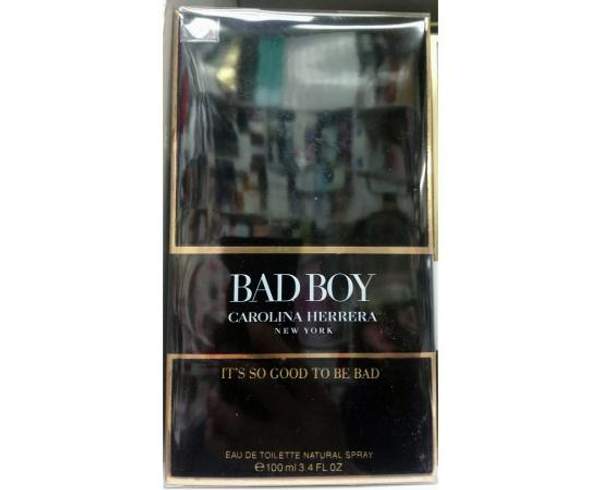 BAD BOY
CAROLINA HERRERA
NEW YORK
IT'S SO GOOD TO BE BAD
EAU DE TOILETTE NATURAL SPRAY
℮100 ml 3.4 FL OZ